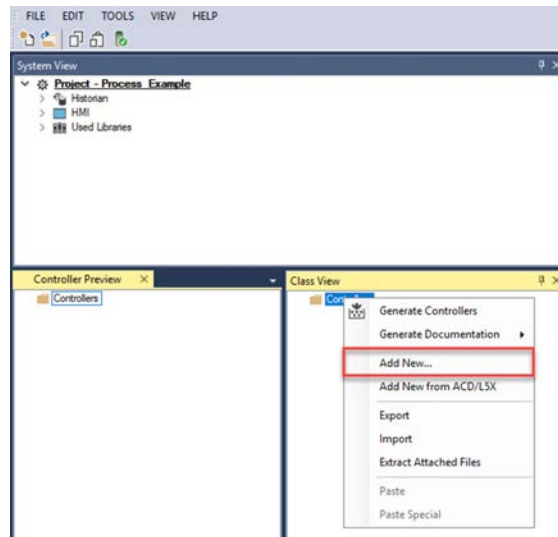 FILE EDIT TOOLS VIEW HELP
System View
Project - Process_Example
Historian
HMI
Used Libraries
Controller Preview
Controllers
Class View
Generate Controllers
Generate Documentation
Add New...
Add New from ACD/L5X
Export
Import
Extract Attached Files
Paste
Paste Special